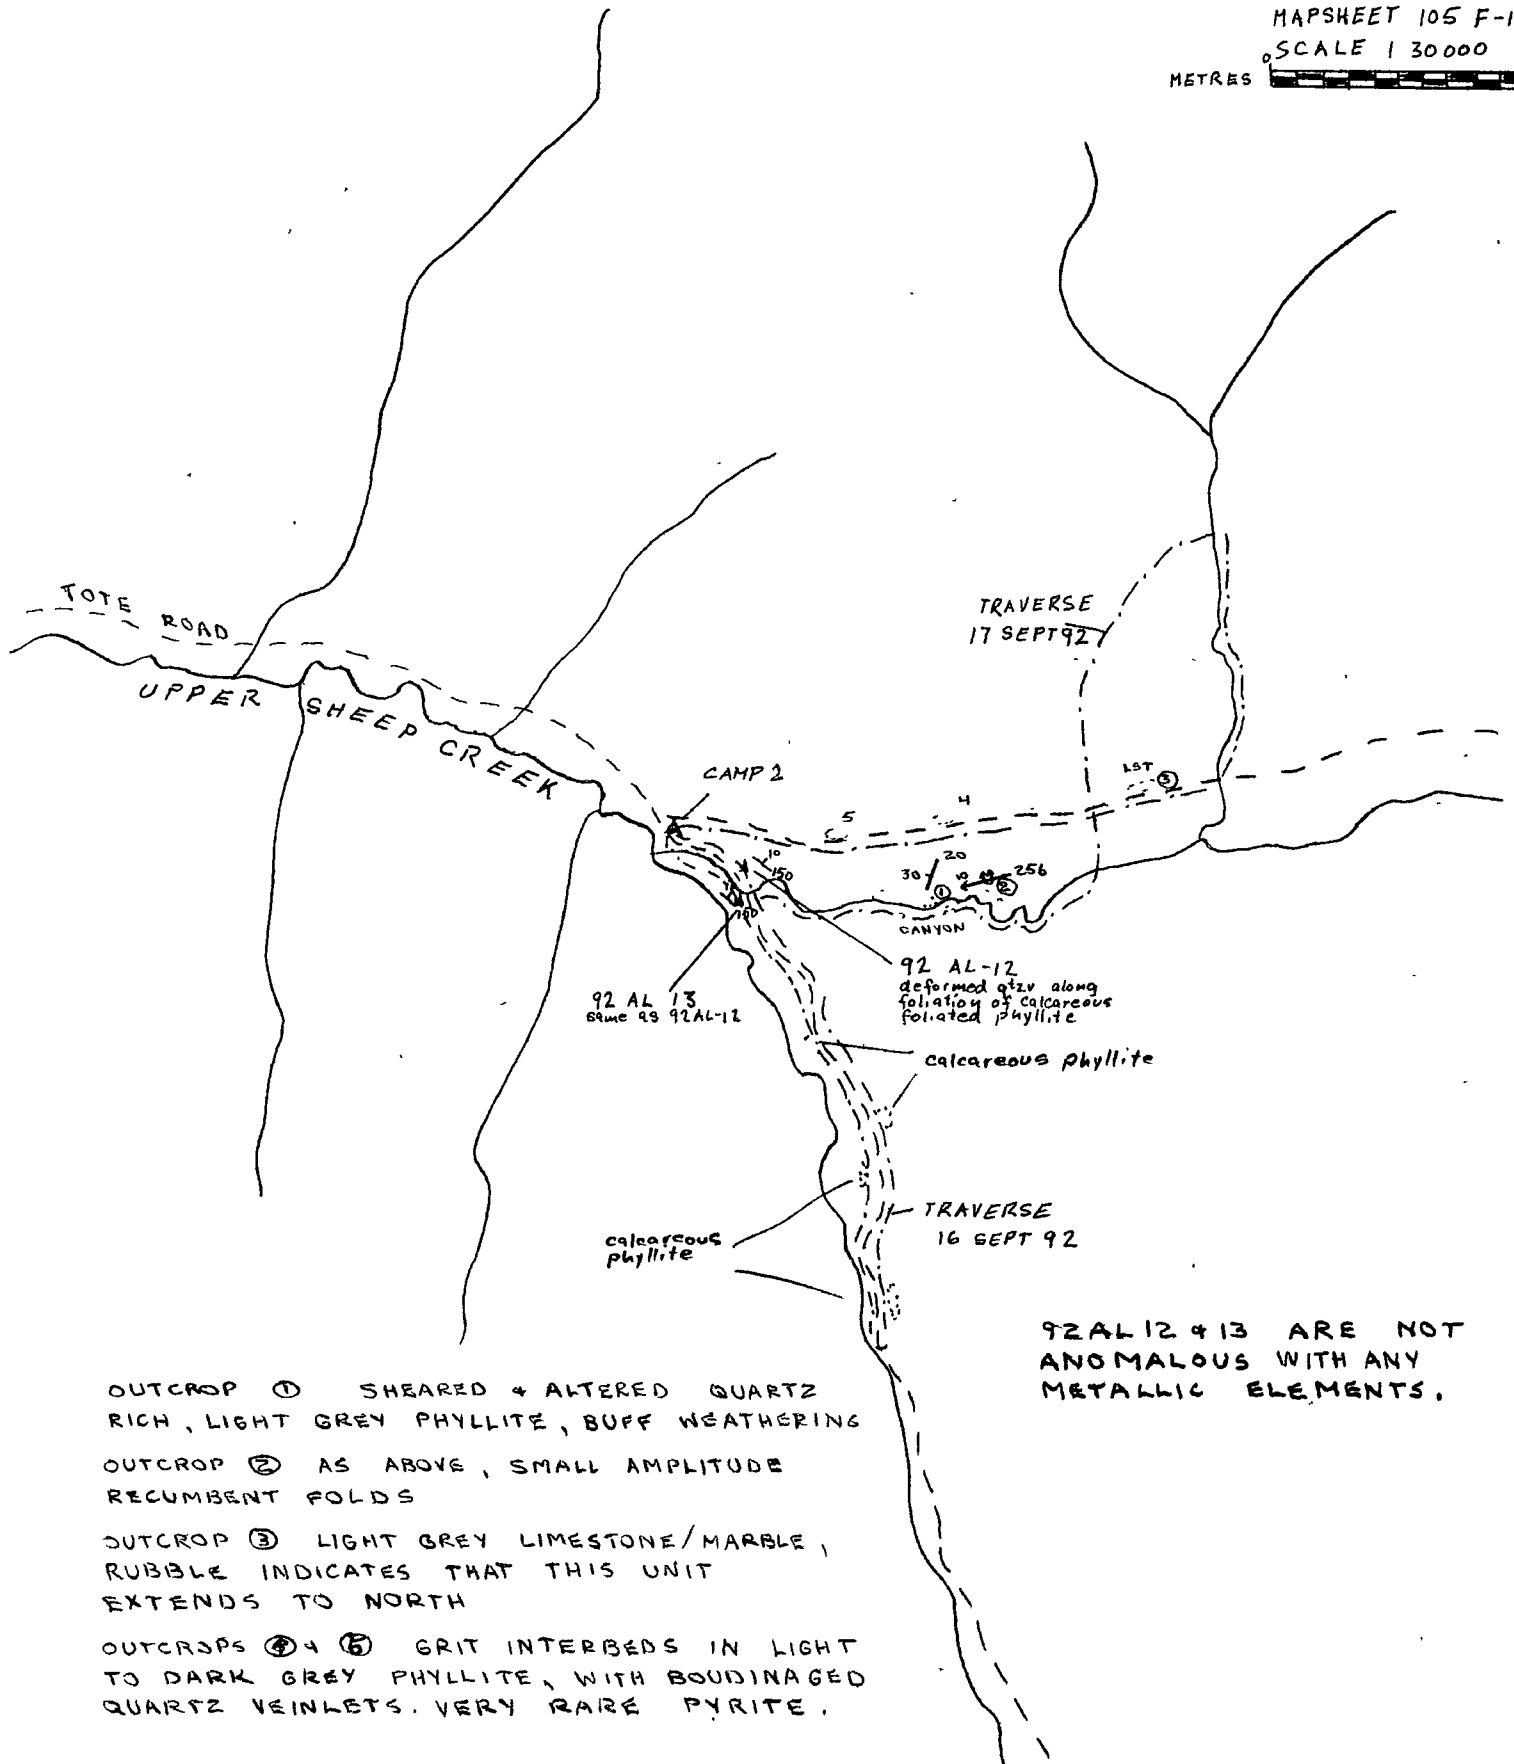 MAPSHEET 105 F-1
SCALE 1 30000
0
METRES
TOTE ROAD
UPPER SHEEP CREEK
TRAVERSE
17 SEPT 92
CAMP 2
LST
3
5
4
10
150
20
30
1
10
2
256
CANYON
150
92 AL 13
same as 92AL-12
92 AL-12
deformed qtzv along
foliation of calcareous
foliated phyllite
calcareous phyllite
TRAVERSE
16 SEPT 92
calcareous
phyllite
92AL 12 & 13 ARE NOT
ANOMALOUS WITH ANY
METALLIC ELEMENTS.
OUTCROP ① SHEARED & ALTERED QUARTZ
RICH, LIGHT GREY PHYLLITE, BUFF WEATHERING
OUTCROP ② AS ABOVE, SMALL AMPLITUDE
RECUMBENT FOLDS
OUTCROP ③ LIGHT GREY LIMESTONE/MARBLE,
RUBBLE INDICATES THAT THIS UNIT
EXTENDS TO NORTH
OUTCROPS ④ & ⑤ GRIT INTERBEDS IN LIGHT
TO DARK GREY PHYLLITE, WITH BOUDINAGED
QUARTZ VEINLETS. VERY RARE PYRITE.